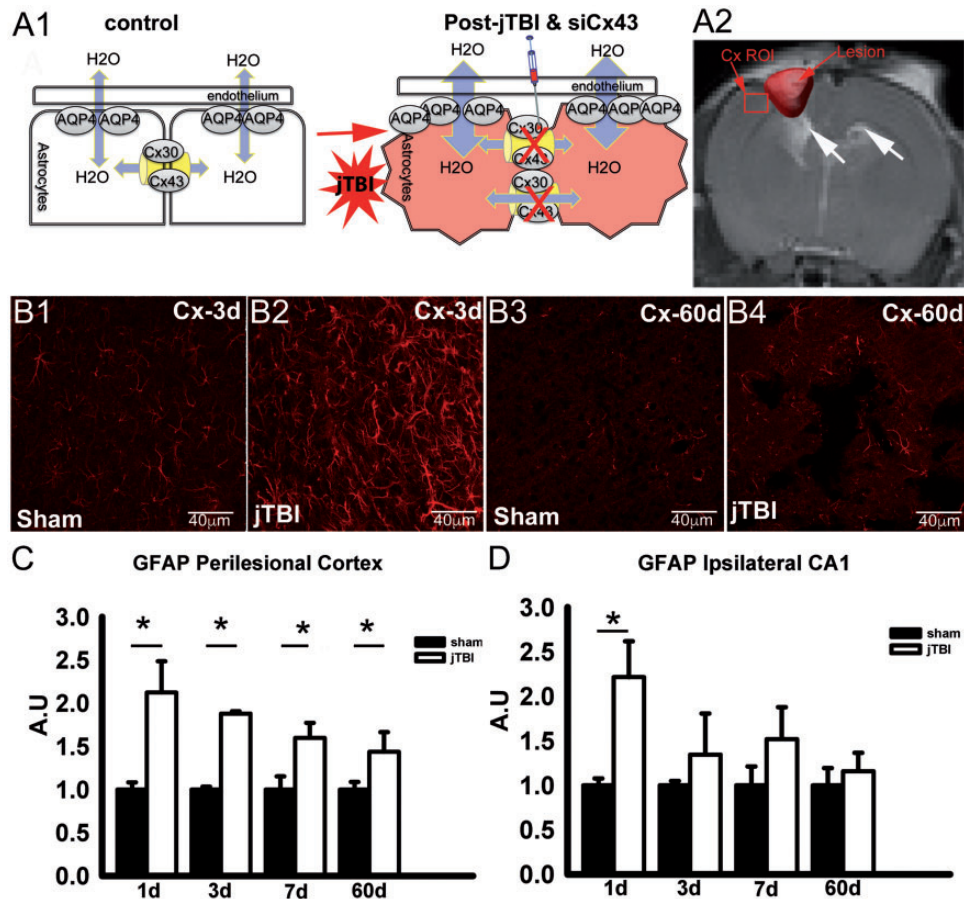 A1
control
H2O
H2O
endothelium
AQP4 AQP4
AQP4 AQP4
Astrocytes
Cx30
Cx43
H2O
H2O
Post-jTBI & siCx43
H2O
H2O
endothelium
AQP4
AQP4
AQP4
AQP4
AQP4
AQP4
Astrocytes
jTBI
H2O
H2O
Cx30
Cx43
Cx30
Cx43
A2
Cx ROI
Lesion
B1
Cx-3d
Sham
40μm
B2
Cx-3d
jTBI
40μm
B3
Cx-60d
Sham
40μm
B4
Cx-60d
jTBI
40μm
C
GFAP Perilesional Cortex
A.U
3.0
2.5
2.0
1.5
1.0
0.5
0.0
* * * *
sham
jTBI
1d 3d 7d 60d
D
GFAP Ipsilateral CA1
A.U
3.0
2.5
2.0
1.5
1.0
0.5
0.0
*
sham
jTBI
1d 3d 7d 60d